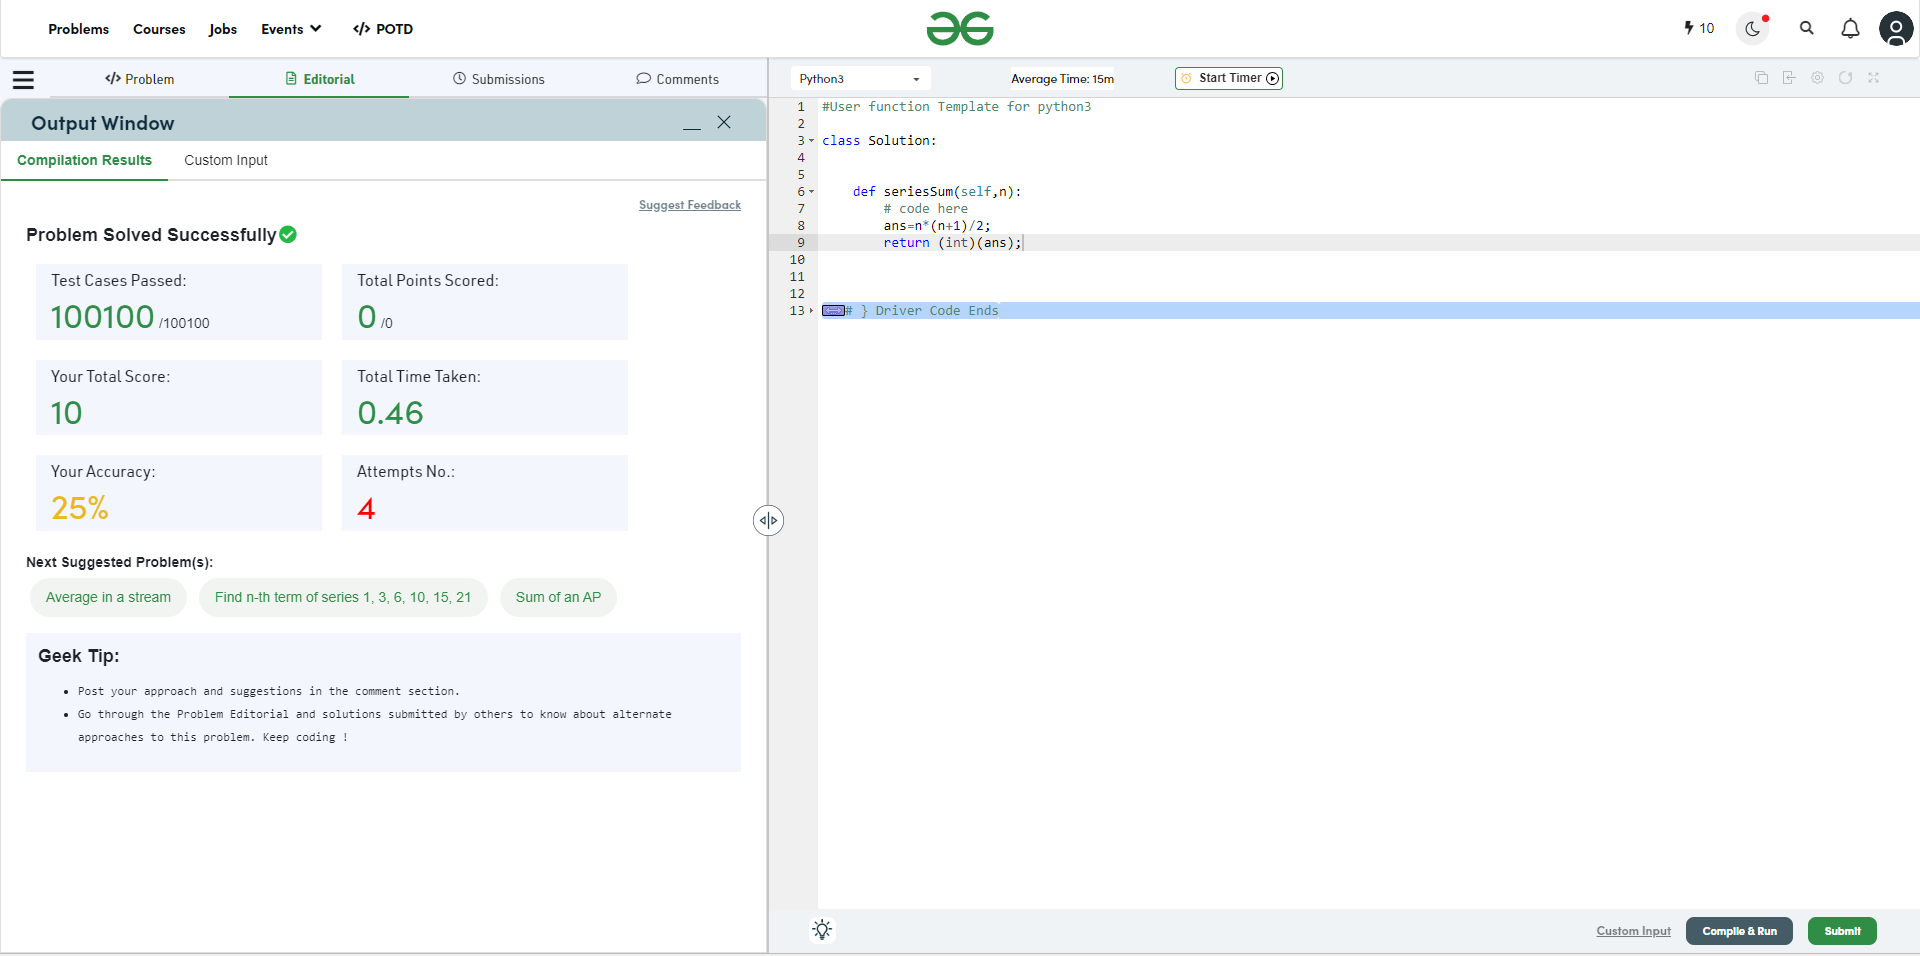 Problems Courses Jobs Events </> POTD
10
</> Problem Editorial Submissions Comments
Output Window
Compilation Results Custom Input
Suggest Feedback
Problem Solved Successfully
Test Cases Passed:
100100 /100100
Total Points Scored:
0 /0
Your Total Score:
10
Total Time Taken:
0.46
Your Accuracy:
25%
Attempts No.:
4
Next Suggested Problem(s):
Average in a stream Find n-th term of series 1, 3, 6, 10, 15, 21 Sum of an AP
Geek Tip:
• Post your approach and suggestions in the comment section.
• Go through the Problem Editorial and solutions submitted by others to know about alternate
approaches to this problem. Keep coding !
Python3 Average Time: 15m Start Timer
1 #User function Template for python3
2
3 class Solution:
4
5
6 def seriesSum(self,n):
7 # code here
8 ans=n*(n+1)/2;
9 return (int)(ans);
10
11
12
13 # } Driver Code Ends
Custom Input Compile & Run Submit